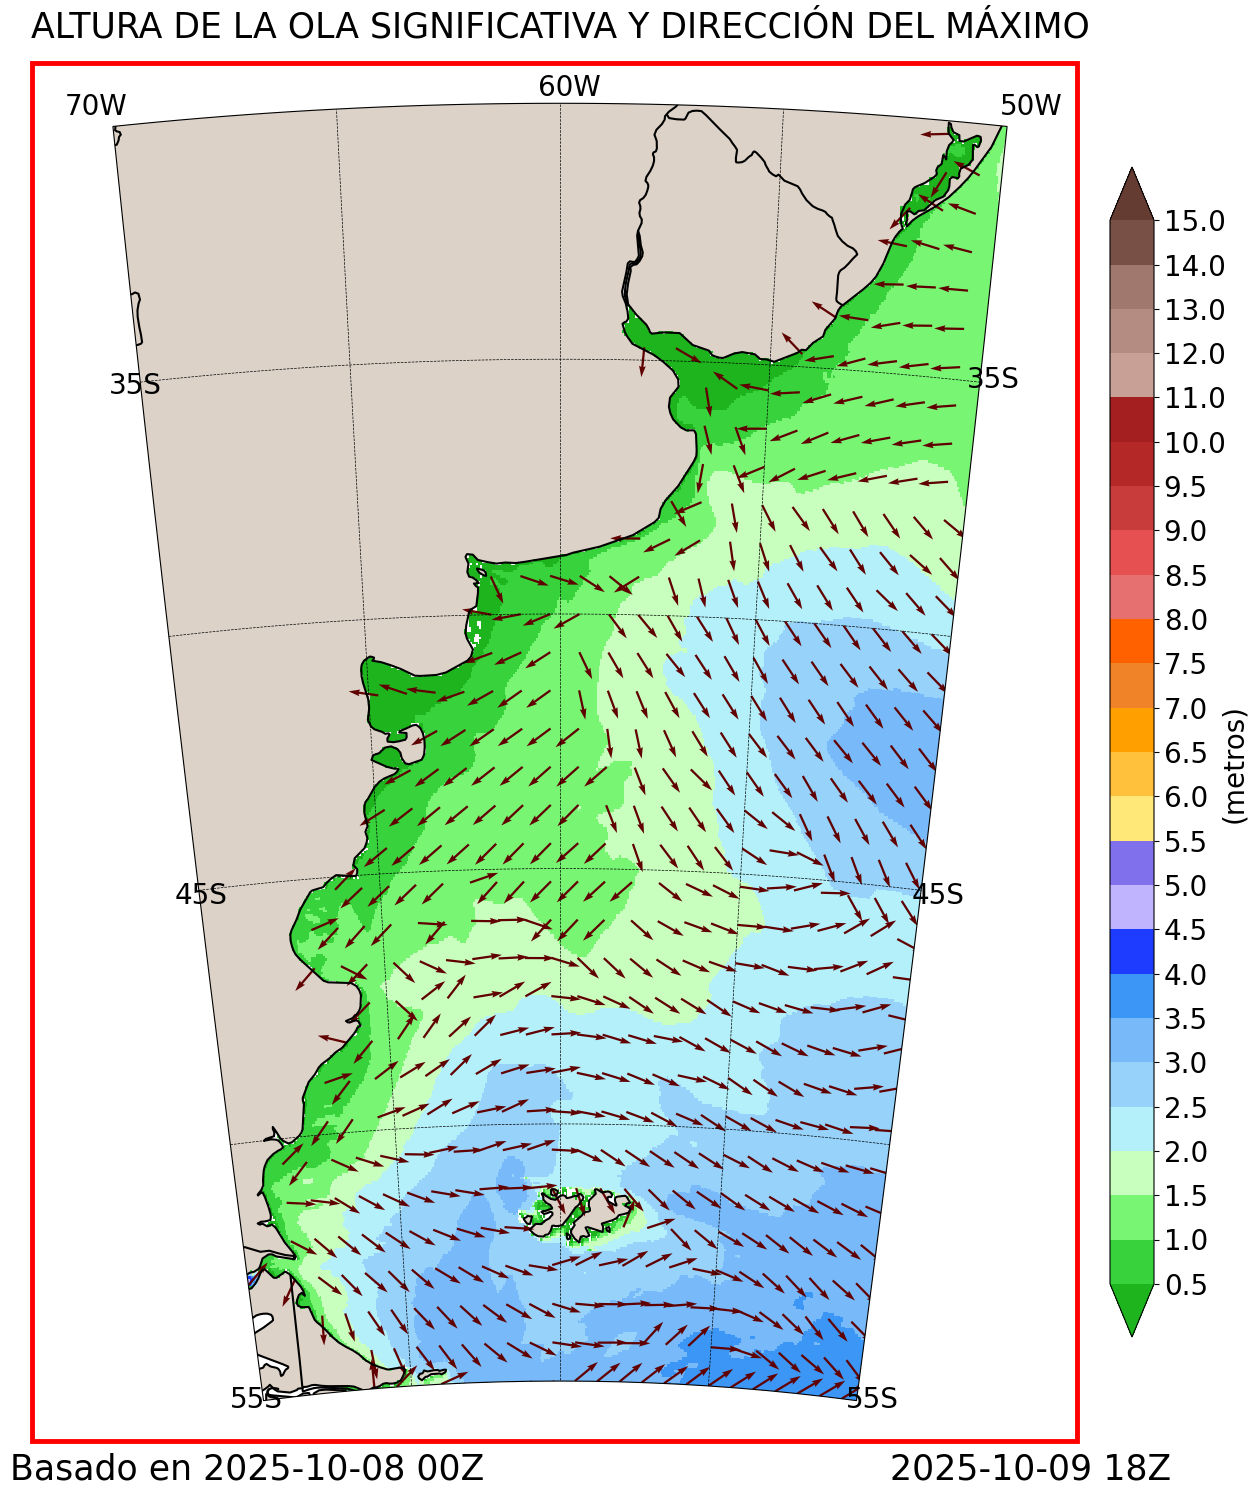 ALTURA DE LA OLA SIGNIFICATIVA Y DIRECCIÓN DEL MÁXIMO
70W
60W
50W
35S
35S
45S
45S
55S
55S
15.0
14.0
13.0
12.0
11.0
10.0
9.5
9.0
8.5
8.0
7.5
7.0
6.5
6.0
5.5
5.0
4.5
4.0
3.5
3.0
2.5
2.0
1.5
1.0
0.5
(metros)
Basado en 2025-10-08 00Z
2025-10-09 18Z